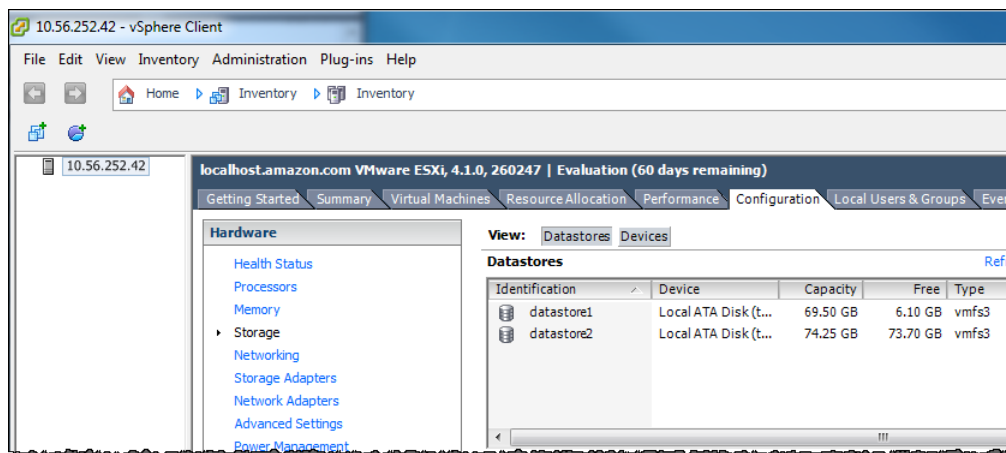 10.56.252.42 - vSphere Client
File Edit View Inventory Administration Plug-ins Help
Home Inventory Inventory
10.56.252.42
localhost.amazon.com VMware ESXi, 4.1.0, 260247 | Evaluation (60 days remaining)
Getting Started Summary Virtual Machines Resource Allocation Performance Configuration Local Users & Groups Eve
Hardware
Health Status
Processors
Memory
Storage
Networking
Storage Adapters
Network Adapters
Advanced Settings
Power Management
View: Datastores Devices
Datastores Ref
Identification Device Capacity Free Type
datastore1 Local ATA Disk (t... 69.50 GB 6.10 GB vmfs3
datastore2 Local ATA Disk (t... 74.25 GB 73.70 GB vmfs3